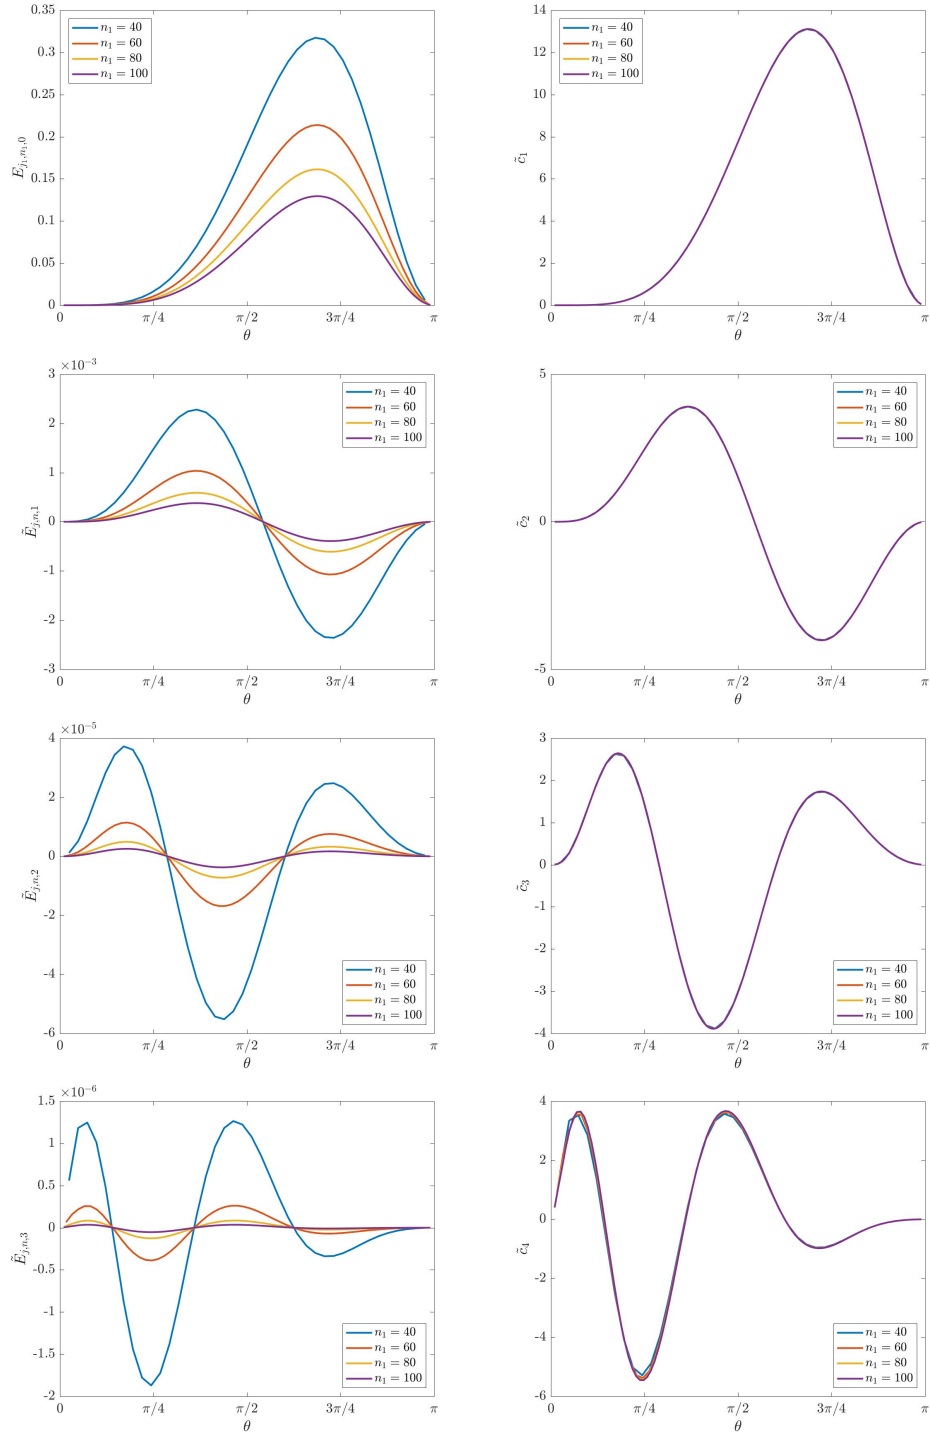 0.35
0.3
0.25
0.2
0.15
0.1
0.05
0
E_{j_1,n_1,0}
n_1 = 40
n_1 = 60
n_1 = 80
n_1 = 100
0 π/4 π/2 3π/4 π
θ
14
12
10
8
6
4
2
0
c̃_1
n_1 = 40
n_1 = 60
n_1 = 80
n_1 = 100
0 π/4 π/2 3π/4 π
θ
×10^{-3}
3
2
1
0
-1
-2
-3
Ẽ_{j,n,1}
n_1 = 40
n_1 = 60
n_1 = 80
n_1 = 100
0 π/4 π/2 3π/4 π
θ
5
0
-5
c̃_2
n_1 = 40
n_1 = 60
n_1 = 80
n_1 = 100
0 π/4 π/2 3π/4 π
θ
×10^{-5}
4
2
0
-2
-4
-6
Ẽ_{j,n,2}
n_1 = 40
n_1 = 60
n_1 = 80
n_1 = 100
0 π/4 π/2 3π/4 π
θ
3
2
1
0
-1
-2
-3
-4
c̃_3
n_1 = 40
n_1 = 60
n_1 = 80
n_1 = 100
0 π/4 π/2 3π/4 π
θ
×10^{-6}
1.5
1
0.5
0
-0.5
-1
-1.5
-2
Ẽ_{j,n,3}
n_1 = 40
n_1 = 60
n_1 = 80
n_1 = 100
0 π/4 π/2 3π/4 π
θ
4
2
0
-2
-4
-6
c̃_4
n_1 = 40
n_1 = 60
n_1 = 80
n_1 = 100
0 π/4 π/2 3π/4 π
θ